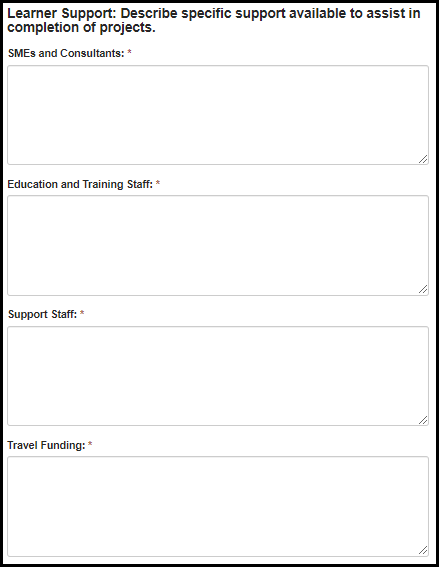 Learner Support: Describe specific support available to assist in
completion of projects.
SMEs and Consultants: *
Education and Training Staff: *
Support Staff: *
Travel Funding: *